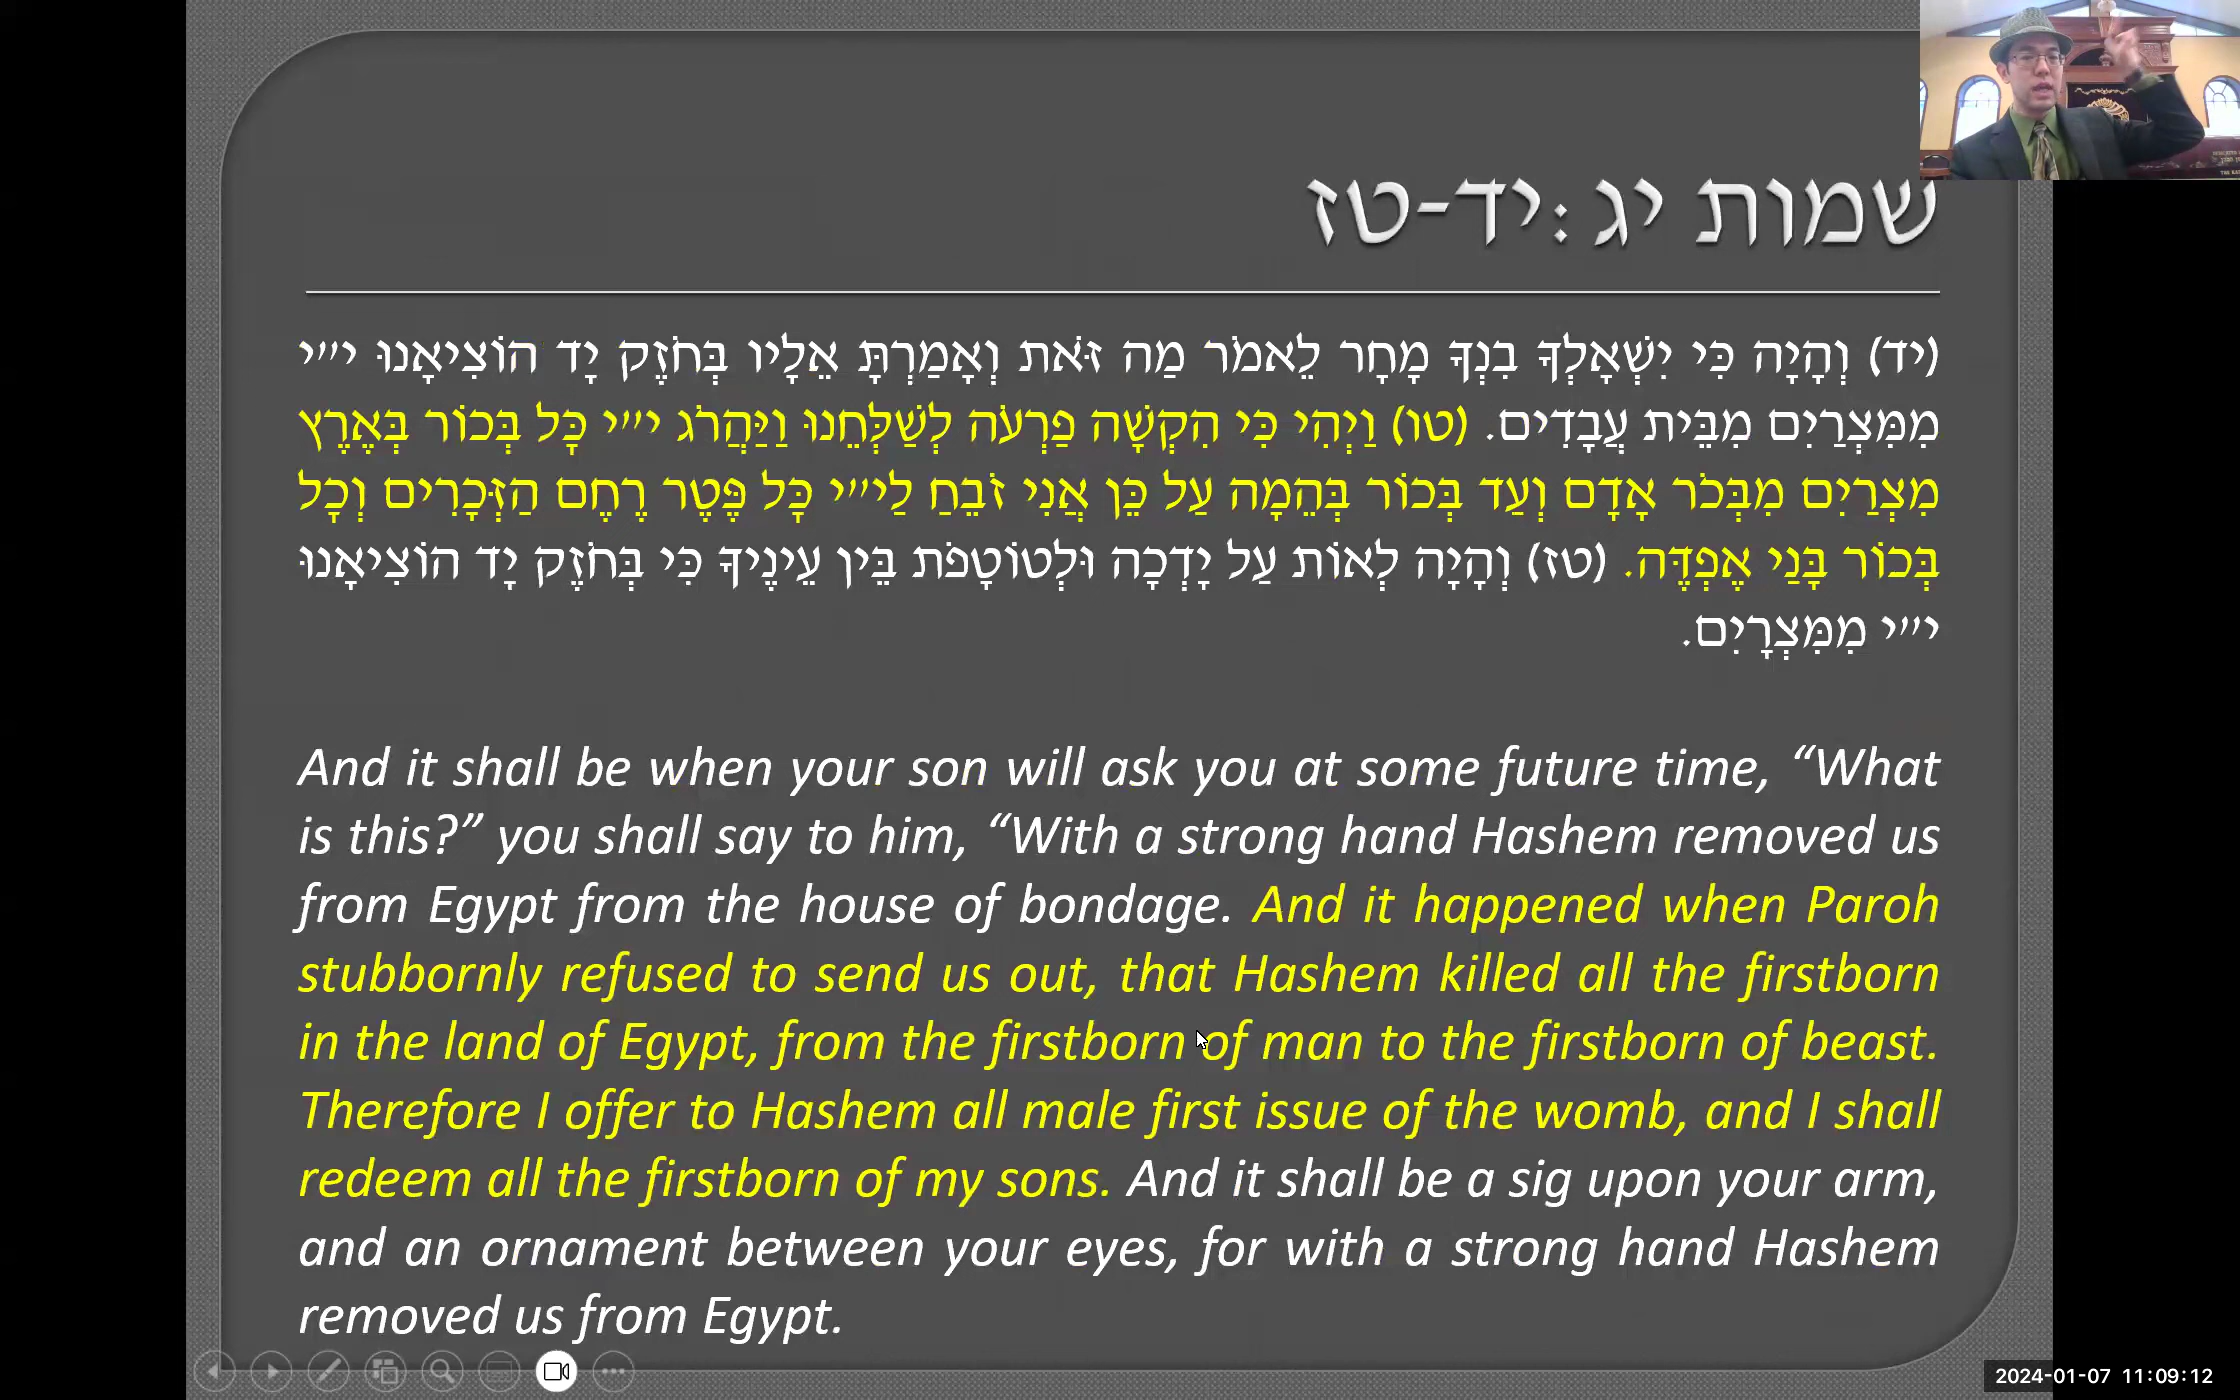 שמות יג:יד-טז
(יד) וְהָיָה כִּי יִשְׁאָלְךָ בִנְךָ מָחָר לֵאמֹר מַה זֹּאת וְאָמַרְתָּ אֵלָיו בְּחֹזֶק יָד הוֹצִיאָנוּ י״י
מִמִּצְרַיִם מִבֵּית עֲבָדִים. (טו) וַיְהִי כִּי הִקְשָׁה פַרְעֹה לְשַׁלְּחֵנוּ וַיַּהֲרֹג י״י כָּל בְּכוֹר בְּאֶרֶץ
מִצְרַיִם מִבְּכֹר אָדָם וְעַד בְּכוֹר בְּהֵמָה עַל כֵּן אֲנִי זֹבֵחַ לַי״י כָּל פֶּטֶר רֶחֶם הַזְּכָרִים וְכָל
בְּכוֹר בָּנַי אֶפְדֶּה. (טז) וְהָיָה לְאוֹת עַל יָדְכָה וּלְטוֹטָפֹת בֵּין עֵינֶיךָ כִּי בְּחֹזֶק יָד הוֹצִיאָנוּ
י״י מִמִּצְרָיִם.
And it shall be when your son will ask you at some future time, “What
is this?” you shall say to him, “With a strong hand Hashem removed us
from Egypt from the house of bondage. And it happened when Paroh
stubbornly refused to send us out, that Hashem killed all the firstborn
in the land of Egypt, from the firstborn of man to the firstborn of beast.
Therefore I offer to Hashem all male first issue of the womb, and I shall
redeem all the firstborn of my sons. And it shall be a sig upon your arm,
and an ornament between your eyes, for with a strong hand Hashem
removed us from Egypt.
2024-01-07 11:09:12